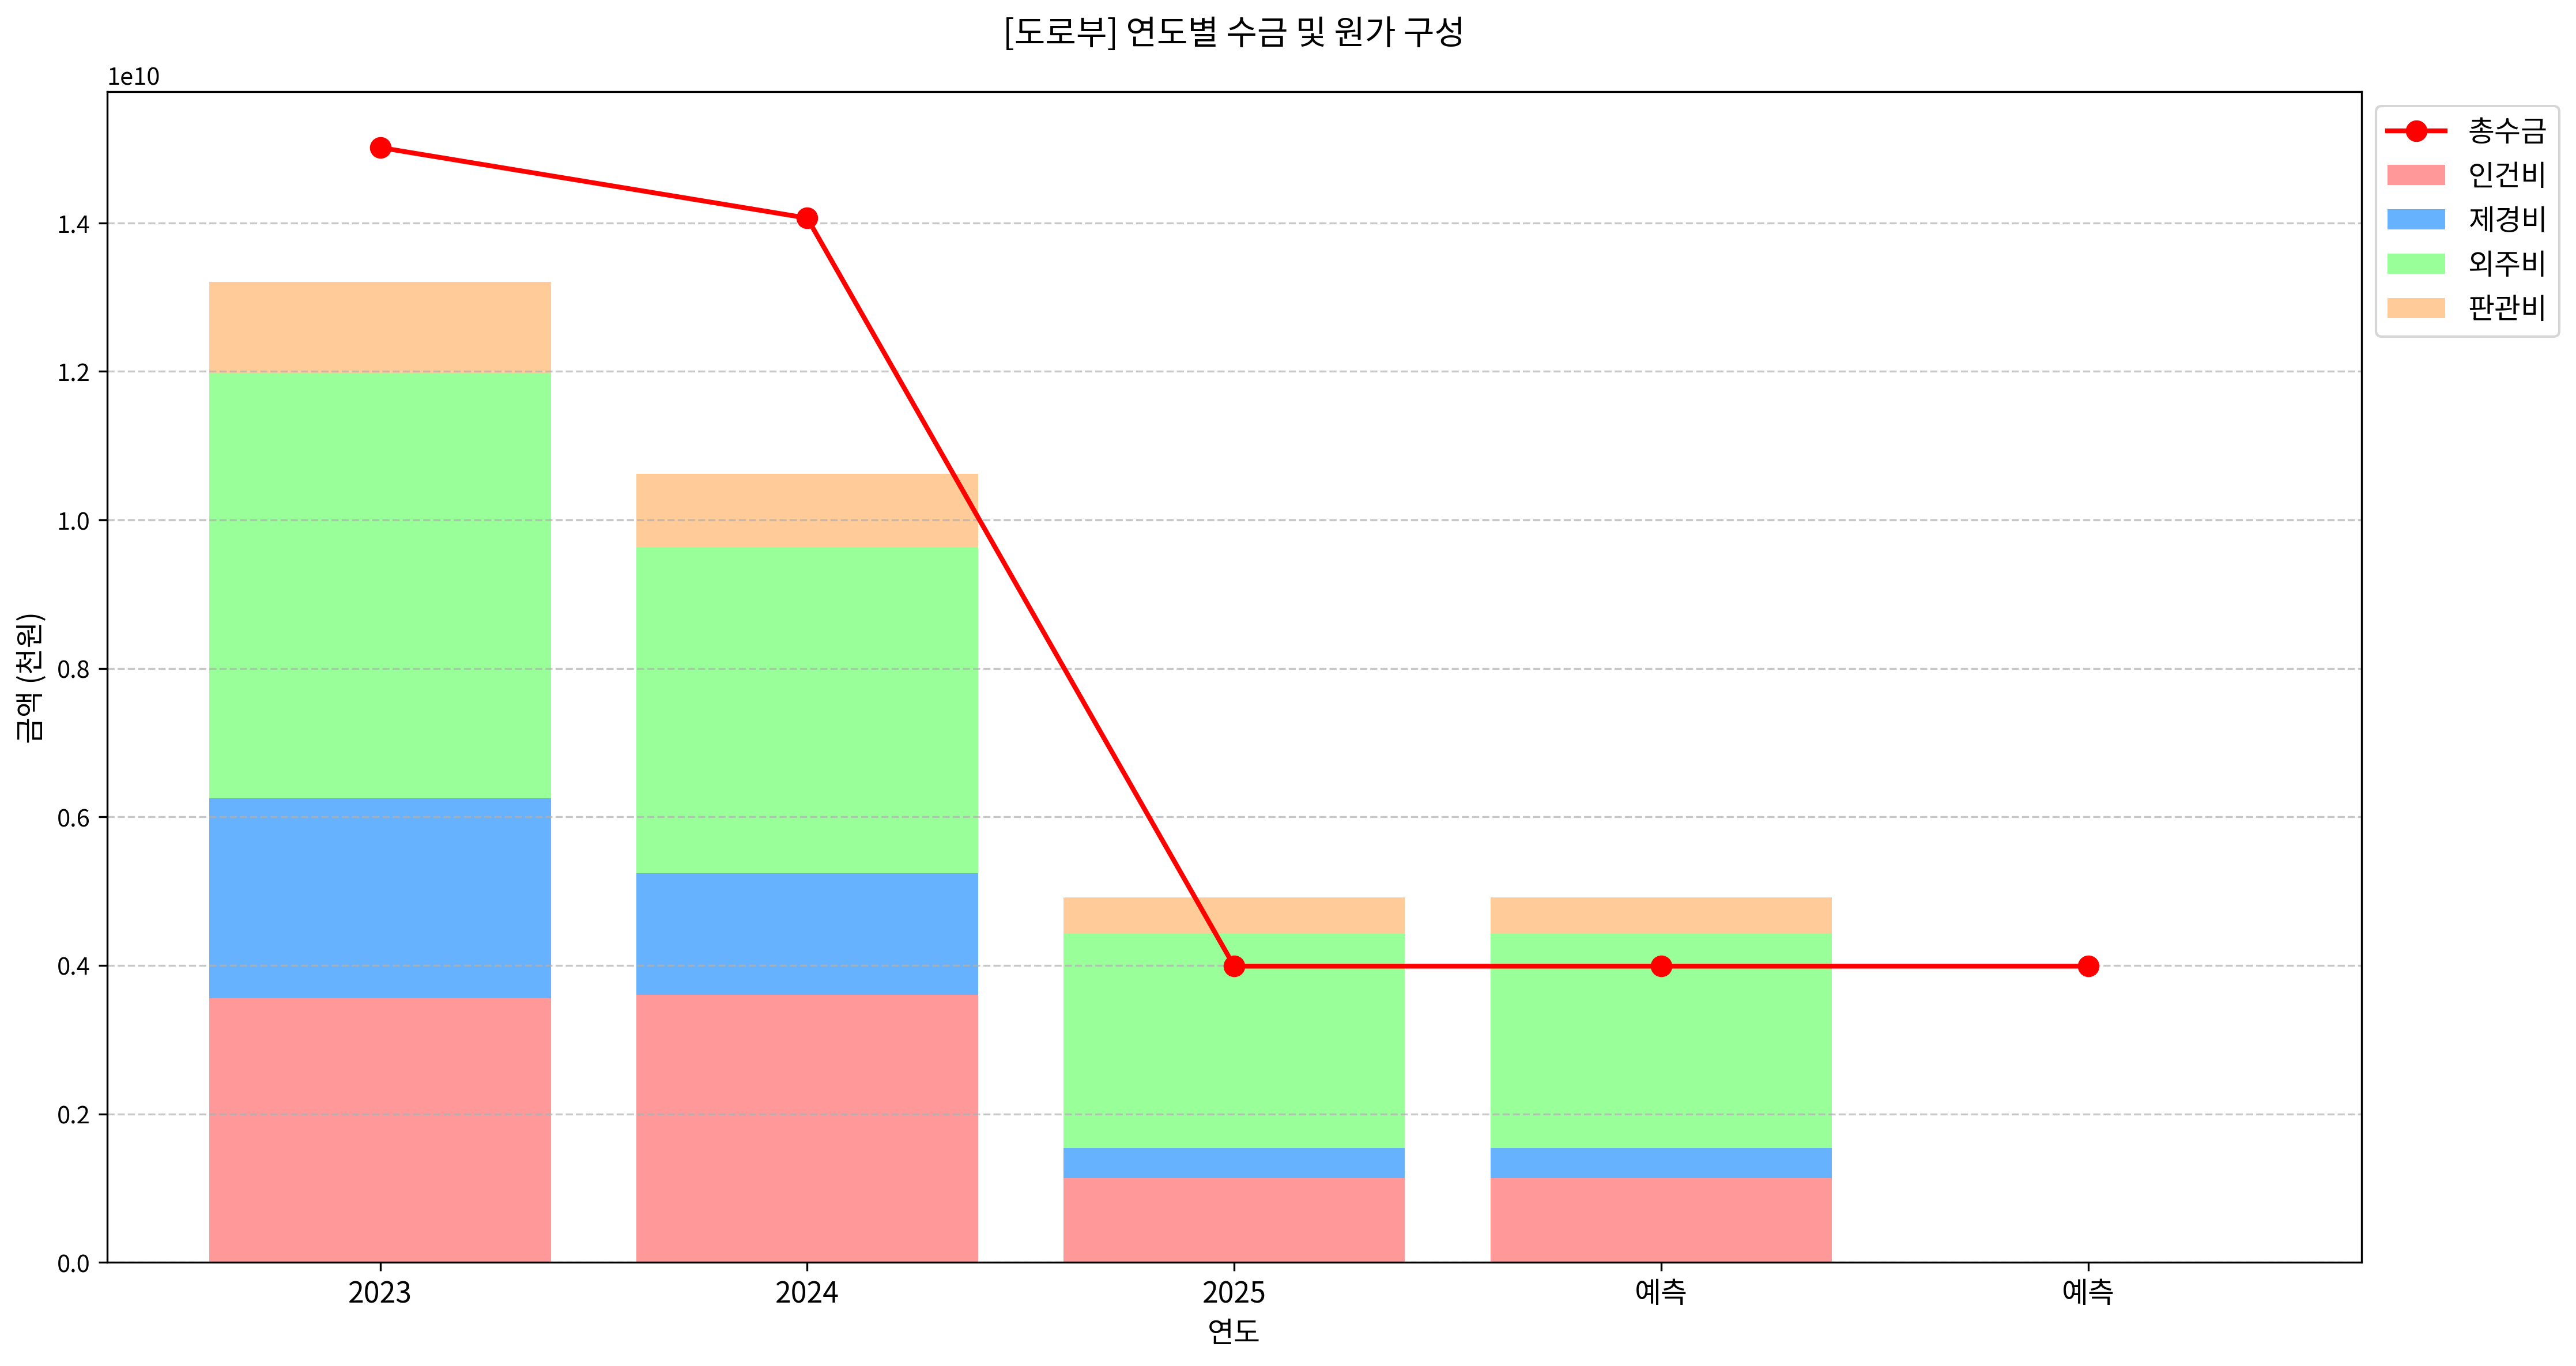 [도로부] 연도별 수금 및 원가 구성
1e10
1.4
1.2
1.0
0.8
0.6
0.4
0.2
0.0
금액 (천원)
2023
2024
2025
예측
예측
연도
총수금
인건비
제경비
외주비
판관비